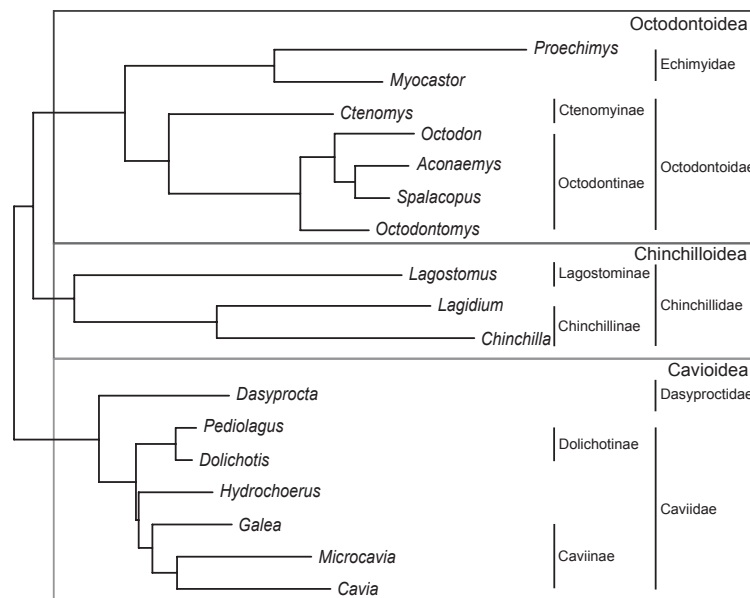 Octodontoidea
Proechimys
Echimyidae
Myocastor
Ctenomys
Ctenomyinae
Octodon
Aconaemys
Octodontinae
Octodontoidae
Spalacopus
Octodontomys
Chinchilloidea
Lagostomus
Lagostominae
Lagidium
Chinchillidae
Chinchillinae
Chinchilla
Cavioidea
Dasyprocta
Dasyproctidae
Pediolagus
Dolichotinae
Dolichotis
Hydrochoerus
Caviidae
Galea
Microcavia
Caviinae
Cavia